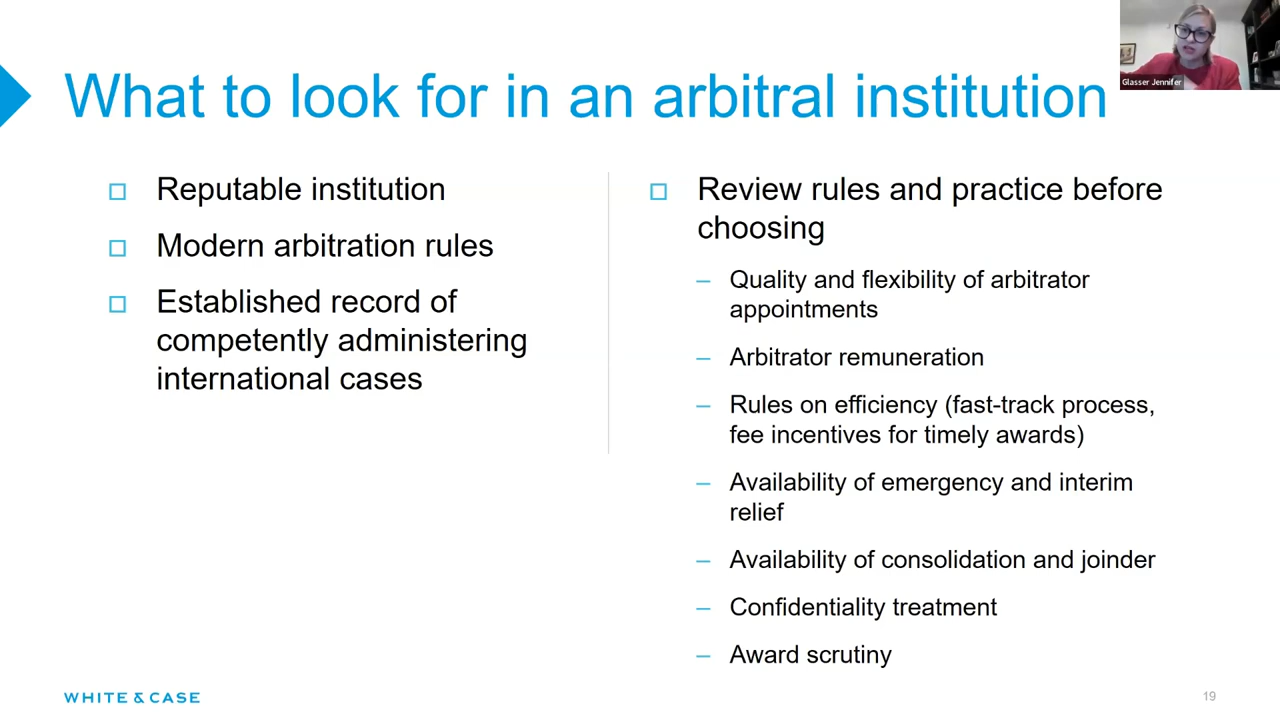 What to look for in an arbitral institution
Glasser Jennifer
Reputable institution
Modern arbitration rules
Established record of
competently administering
international cases
Review rules and practice before
choosing
– Quality and flexibility of arbitrator
appointments
– Arbitrator remuneration
– Rules on efficiency (fast-track process,
fee incentives for timely awards)
– Availability of emergency and interim
relief
– Availability of consolidation and joinder
– Confidentiality treatment
– Award scrutiny
WHITE & CASE
19